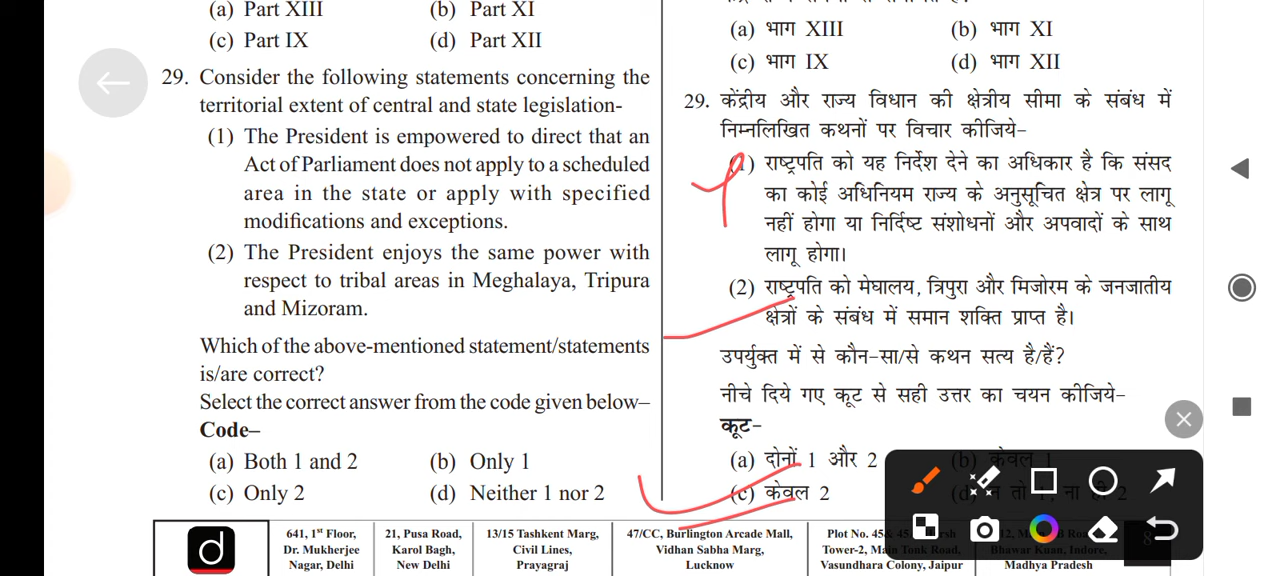 (a) Part XIII (b) Part XI
(c) Part IX (d) Part XII
29. Consider the following statements concerning the
territorial extent of central and state legislation-
(1) The President is empowered to direct that an
Act of Parliament does not apply to a scheduled
area in the state or apply with specified
modifications and exceptions.
(2) The President enjoys the same power with
respect to tribal areas in Meghalaya, Tripura
and Mizoram.
Which of the above-mentioned statement/statements
is/are correct?
Select the correct answer from the code given below–
Code–
(a) Both 1 and 2 (b) Only 1
(c) Only 2 (d) Neither 1 nor 2
(a) भाग XIII (b) भाग XI
(c) भाग IX (d) भाग XII
29. केंद्रीय और राज्य विधान की क्षेत्रीय सीमा के संबंध में
निम्नलिखित कथनों पर विचार कीजिये–
(1) राष्ट्रपति को यह निर्देश देने का अधिकार है कि संसद
का कोई अधिनियम राज्य के अनुसूचित क्षेत्र पर लागू
नहीं होगा या निर्दिष्ट संशोधनों और अपवादों के साथ
लागू होगा।
(2) राष्ट्रपति को मेघालय, त्रिपुरा और मिजोरम के जनजातीय
क्षेत्रों के संबंध में समान शक्ति प्राप्त है।
उपर्युक्त में से कौन-सा/से कथन सत्य है/हैं?
नीचे दिये गए कूट से सही उत्तर का चयन कीजिये–
कूट–
(a) दोनों 1 और 2 (b) केवल 1
(c) केवल 2
641, 1st Floor,
Dr. Mukherjee
Nagar, Delhi
21, Pusa Road,
Karol Bagh,
New Delhi
13/15 Tashkent Marg,
Civil Lines,
Prayagraj
47/CC, Burlington Arcade Mall,
Vidhan Sabha Marg,
Lucknow
Plot No. 45
Tower-2, Main Tonk Road,
Vasundhara Colony, Jaipur
Bhawar Kuan, Indore,
Madhya Pradesh